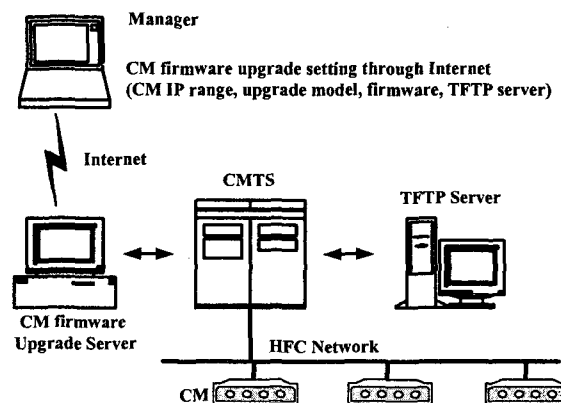 Manager
CM firmware upgrade setting through Internet
(CM IP range, upgrade model, firmware, TFTP server)
Internet
CMTS
TFTP Server
CM firmware
Upgrade Server
HFC Network
CM